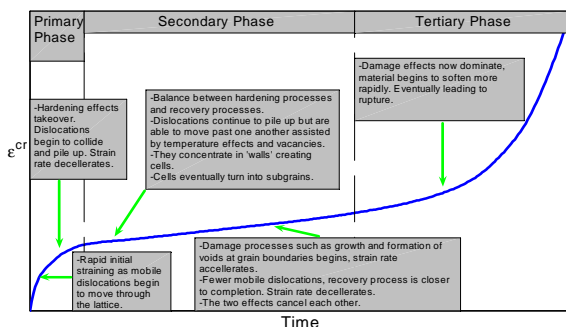 Primary
Phase
Secondary Phase
Tertiary Phase
-Hardening effects
takeover.
Dislocations
begin to collide
and pile up. Strain
rate decellerates.
-Balance between hardening processes
and recovery processes.
-Dislocations continue to pile up but are
able to move past one another assisted
by temperature effects and vacancies.
-They concentrate in 'walls' creating
cells.
-Cells eventually turn into subgrains.
-Damage effects now dominate,
material begins to soften more
rapidly. Eventually leading to
rupture.
εcr
-Rapid initial
straining as mobile
dislocations begin
to move through
the lattice.
-Damage processes such as growth and formation of
voids at grain boundaries begins, strain rate
accellerates.
-Fewer mobile dislocations, recovery process is closer
to completion. Strain rate decellerates.
-The two effects cancel each other.
Time